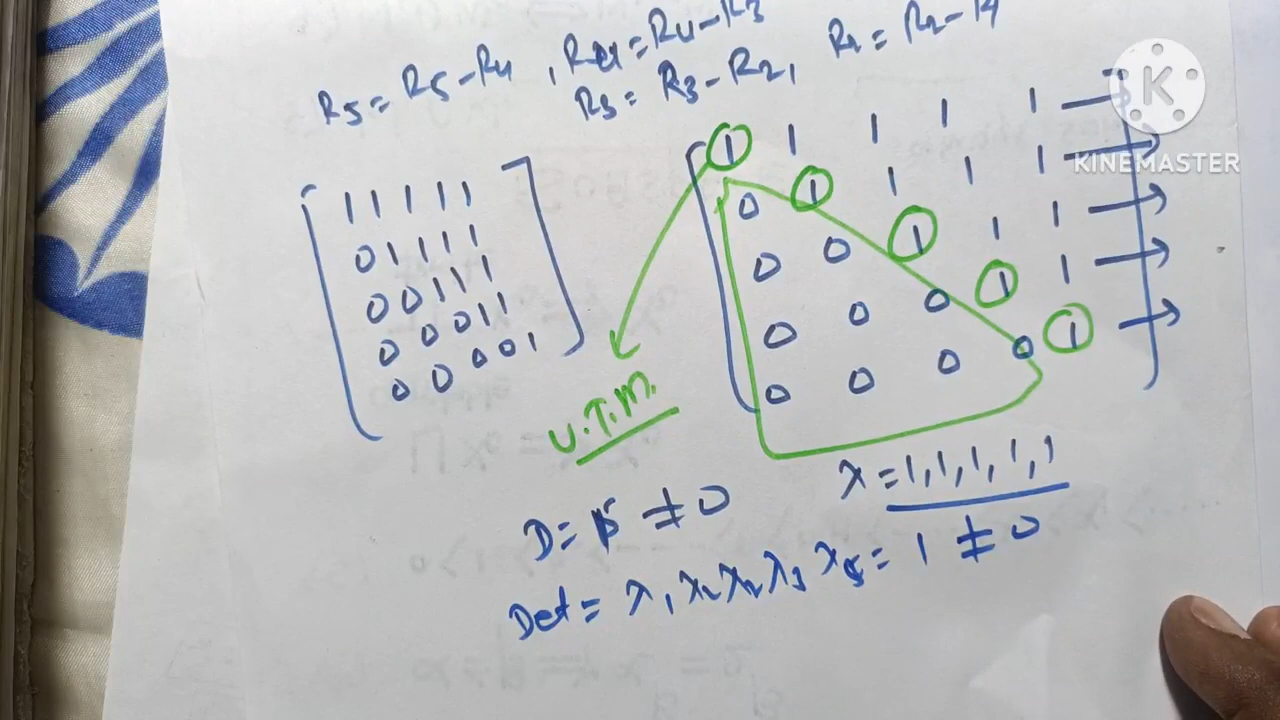 R5 = R5 - R4 , R4 = R4 - R3
R3 = R3 - R2, R2 = R2 - R1
KINEMASTER
1 1 1 1 1
0 1 1 1 1
0 0 1 1 1
0 0 0 1 1
0 0 0 0 1
1 1 1 1 1 →
0 1 1 1 1 →
0 0 1 1 1 →
0 0 0 1 1 →
0 0 0 0 1 →
U.T.M.
λ = 1, 1, 1, 1, 1
D = ≠ 0
Det = λ1 λ2 λ2 λ3 λ5 = 1 ≠ 0